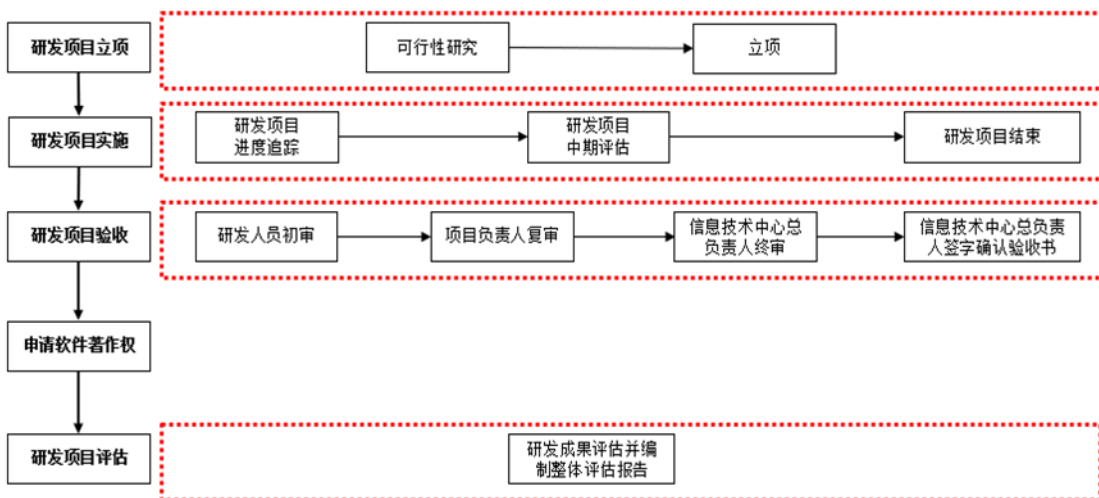 研发项目立项
可行性研究
立项
研发项目实施
研发项目
进度追踪
研发项目
中期评估
研发项目结束
研发项目验收
研发人员初审
项目负责人复审
信息技术中心总
负责人终审
信息技术中心总负责
人签字确认验收书
申请软件著作权
研发项目评估
研发成果评估并编
制整体评估报告